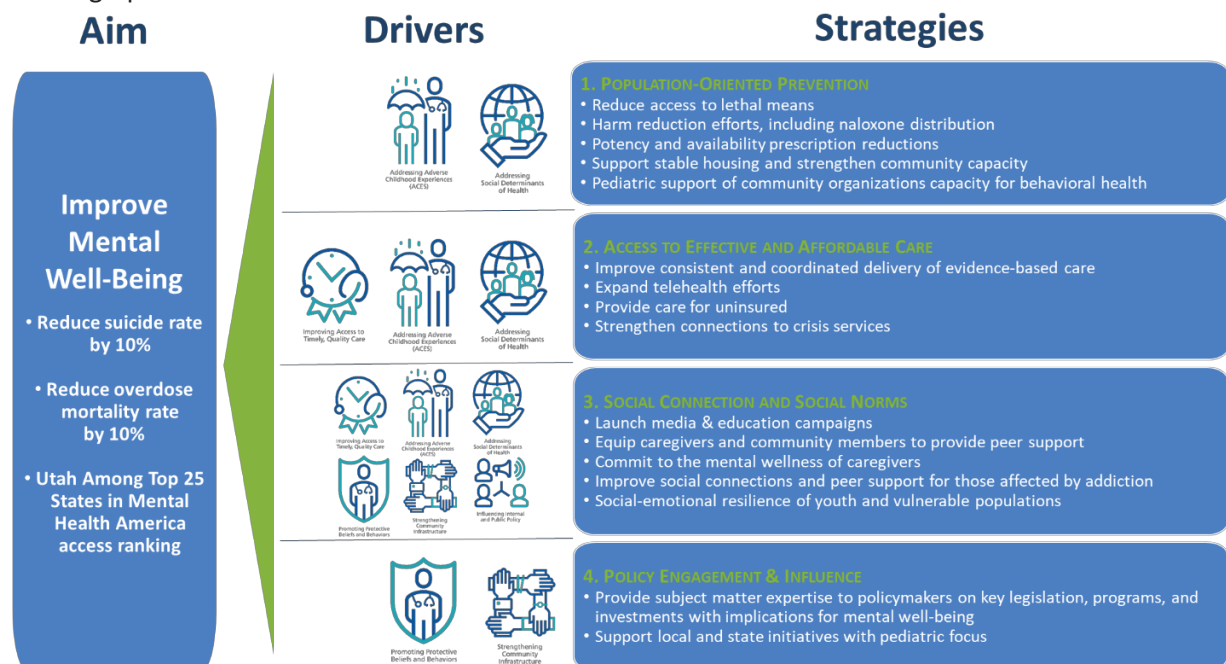 Aim
Drivers
Strategies
Improve
Mental
Well-Being
• Reduce suicide rate
by 10%
• Reduce overdose
mortality rate
by 10%
• Utah Among Top 25
States in Mental
Health America
access ranking
Addressing Adverse
Childhood Experiences
(ACES)
Addressing
Social Determinants
of Health
1. POPULATION-ORIENTED PREVENTION
• Reduce access to lethal means
• Harm reduction efforts, including naloxone distribution
• Potency and availability prescription reductions
• Support stable housing and strengthen community capacity
• Pediatric support of community organizations capacity for behavioral health
Improving Access to
Timely, Quality Care
Addressing Adverse
Childhood Experiences
(ACES)
Addressing
Social Determinants
of Health
2. ACCESS TO EFFECTIVE AND AFFORDABLE CARE
• Improve consistent and coordinated delivery of evidence-based care
• Expand telehealth efforts
• Provide care for uninsured
• Strengthen connections to crisis services
Improving Access to
Timely, Quality Care
Addressing Adverse
Childhood Experiences
(ACES)
Addressing
Social Determinants
of Health
Promoting Protective
Beliefs and Behaviors
Strengthening
Community
Infrastructure
Influencing Internal
and Public Policy
3. SOCIAL CONNECTION AND SOCIAL NORMS
• Launch media & education campaigns
• Equip caregivers and community members to provide peer support
• Commit to the mental wellness of caregivers
• Improve social connections and peer support for those affected by addiction
• Social-emotional resilience of youth and vulnerable populations
Promoting Protective
Beliefs and Behaviors
Strengthening
Community
Infrastructure
4. POLICY ENGAGEMENT & INFLUENCE
• Provide subject matter expertise to policymakers on key legislation, programs, and
investments with implications for mental well-being
• Support local and state initiatives with pediatric focus